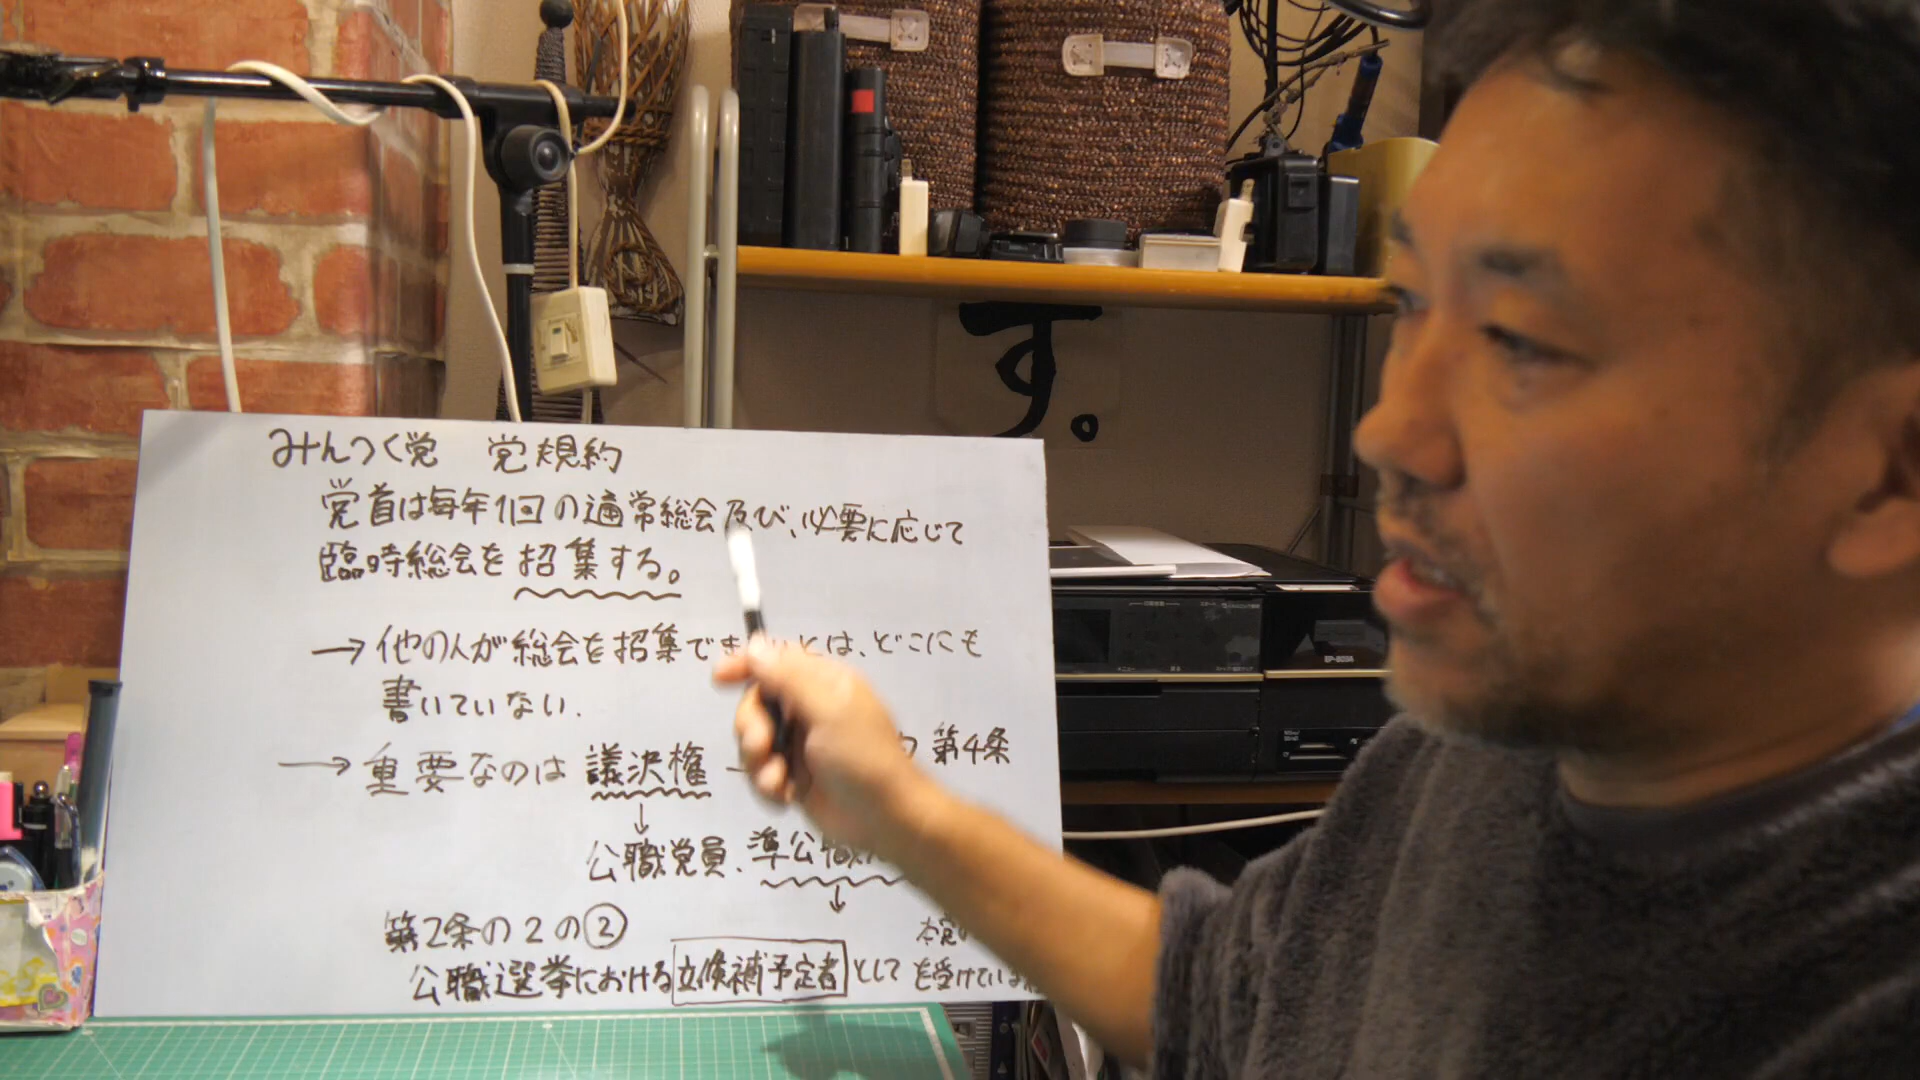 す。
みんつく党 党規約
党首は毎年1回の通常総会及び、必要に応じて
臨時総会を招集する。
→他の人が総会を招集でき とは、どこにも
書いていない.
→重要なのは 議決権 第4条
↓
公職党員、準公職
↓
第2条の2の②
公職選挙における立候補予定者として を受けていま
EP-803A